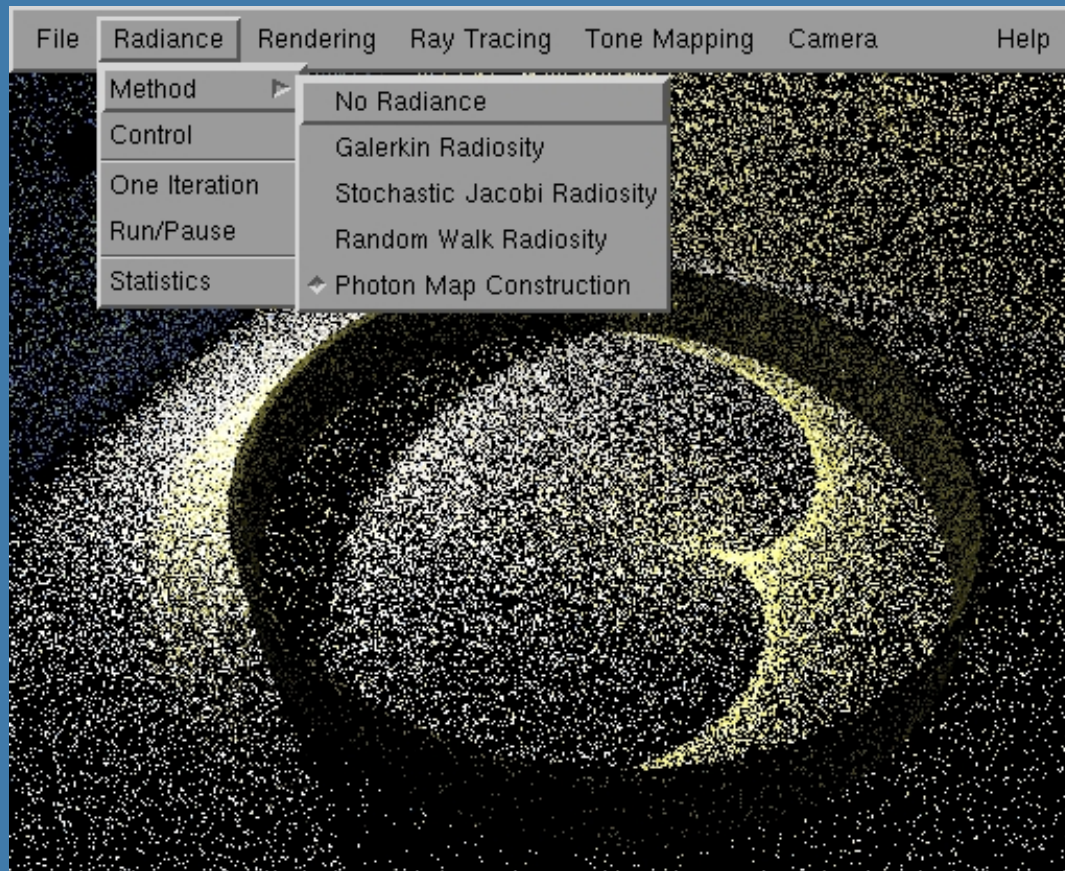 File Radiance Rendering Ray Tracing Tone Mapping Camera Help
Method
Control
One Iteration
Run/Pause
Statistics
No Radiance
Galerkin Radiosity
Stochastic Jacobi Radiosity
Random Walk Radiosity
Photon Map Construction